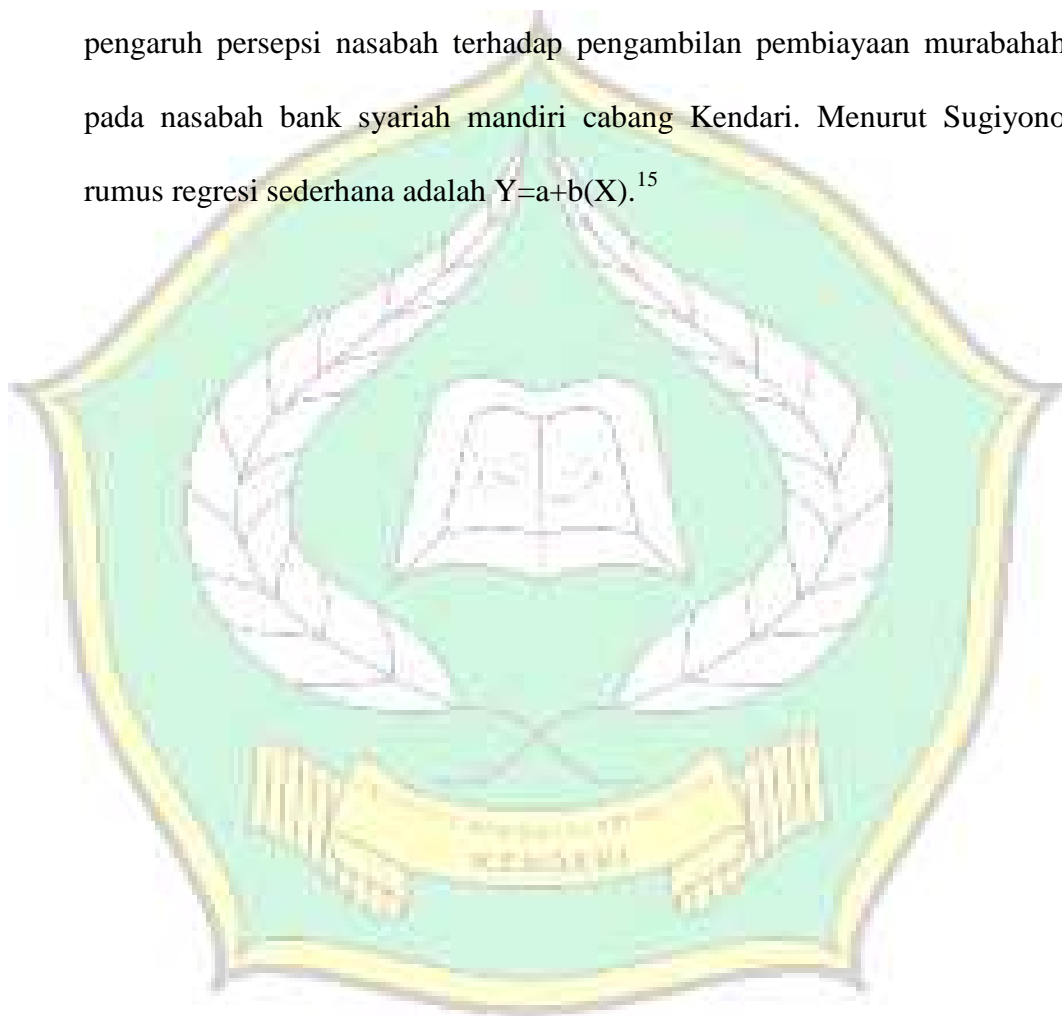 pengaruh persepsi nasabah terhadap pengambilan pembiayaan murabahah
pada nasabah bank syariah mandiri cabang Kendari. Menurut Sugiyono
rumus regresi sederhana adalah Y=a+b(X).¹⁵
KENDARI